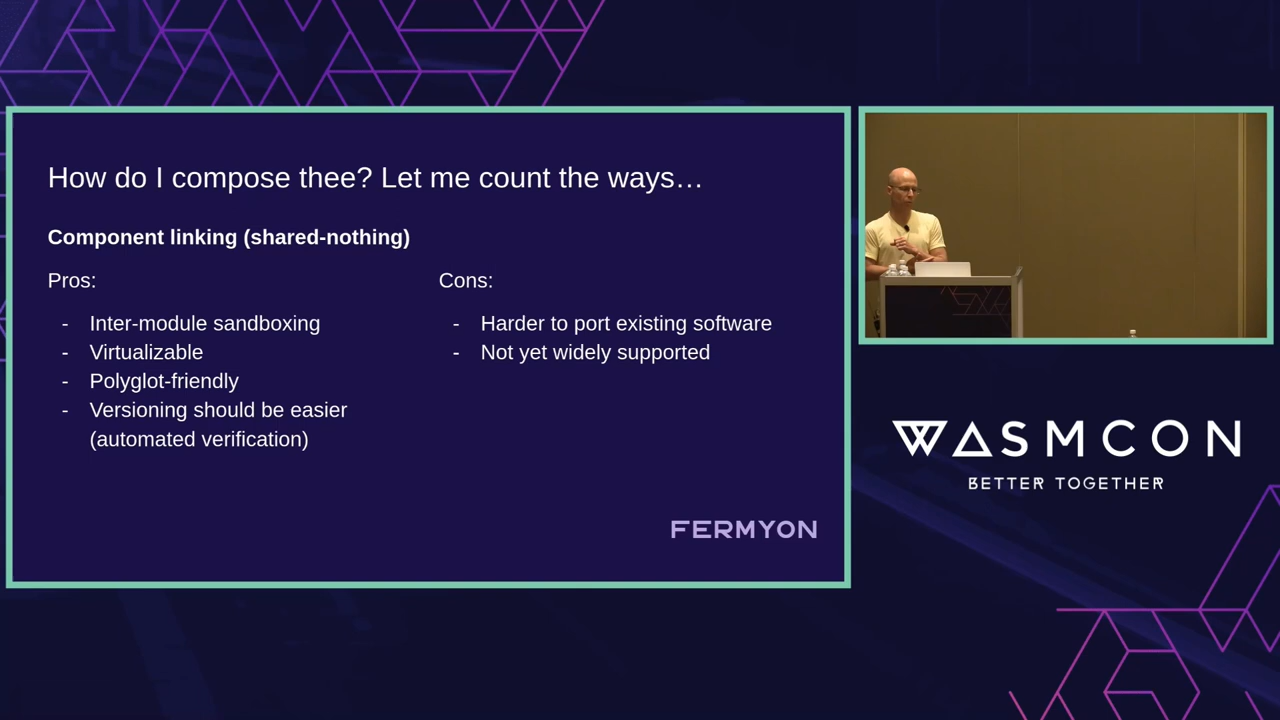 How do I compose thee? Let me count the ways…
Component linking (shared-nothing)
Pros:
- Inter-module sandboxing
- Virtualizable
- Polyglot-friendly
- Versioning should be easier
(automated verification)
Cons:
- Harder to port existing software
- Not yet widely supported
FERMYON
WASMCON
BETTER TOGETHER